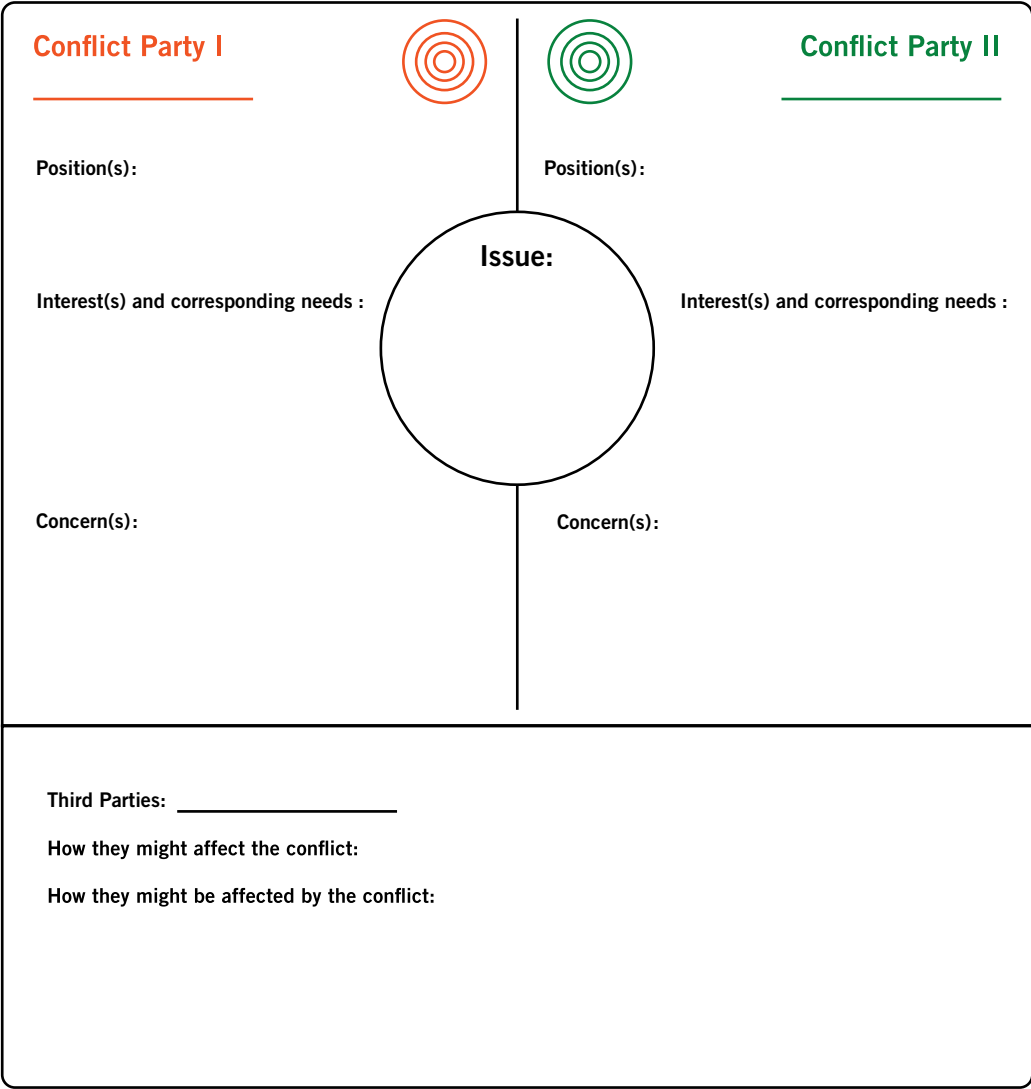 Conflict Party I
Conflict Party II
Position(s):
Position(s):
Issue:
Interest(s) and corresponding needs :
Interest(s) and corresponding needs :
Concern(s):
Concern(s):
Third Parties:
How they might affect the conflict:
How they might be affected by the conflict: